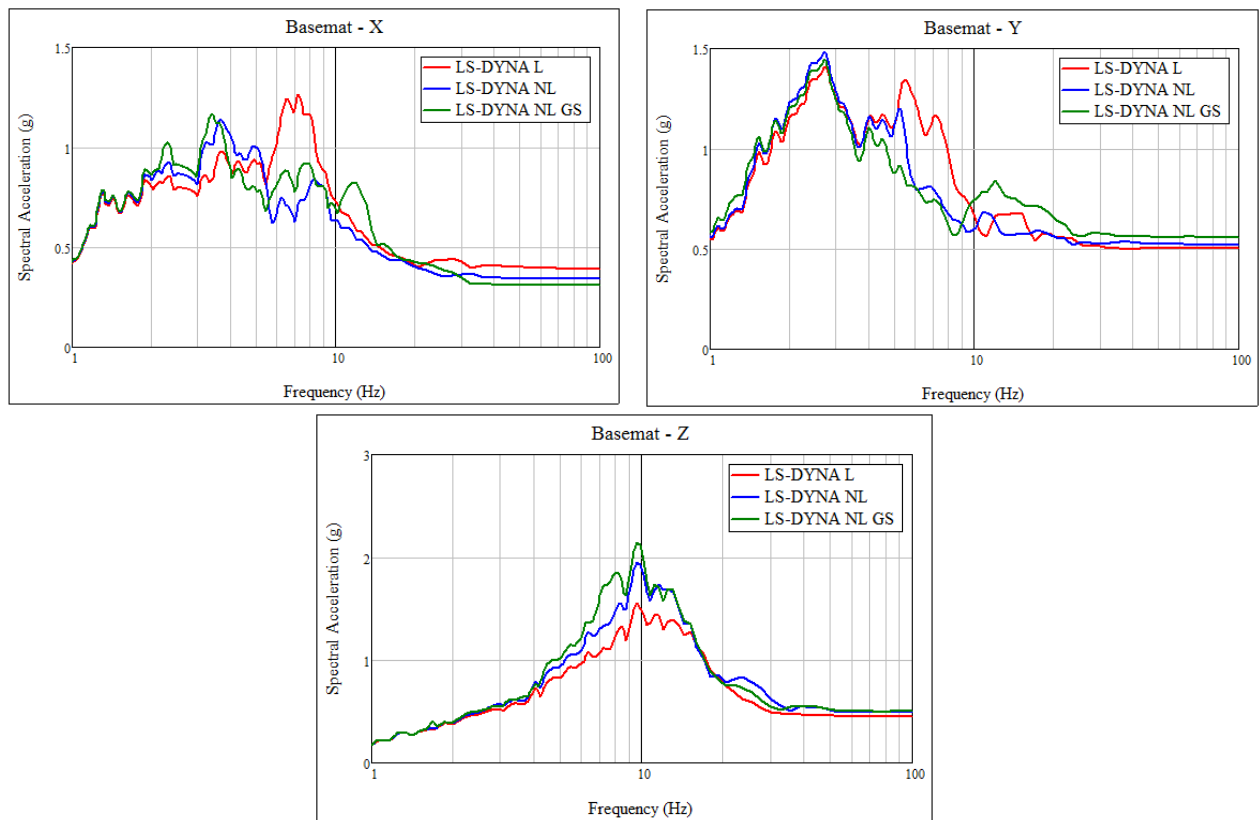 Basemat - X
1.5
1
0.5
0
Spectral Acceleration (g)
LS-DYNA L
LS-DYNA NL
LS-DYNA NL GS
1
10
100
Frequency (Hz)
Basemat - Y
1.5
1
0.5
0
Spectral Acceleration (g)
LS-DYNA L
LS-DYNA NL
LS-DYNA NL GS
1
10
100
Frequency (Hz)
Basemat - Z
3
2
1
0
Spectral Acceleration (g)
LS-DYNA L
LS-DYNA NL
LS-DYNA NL GS
1
10
100
Frequency (Hz)